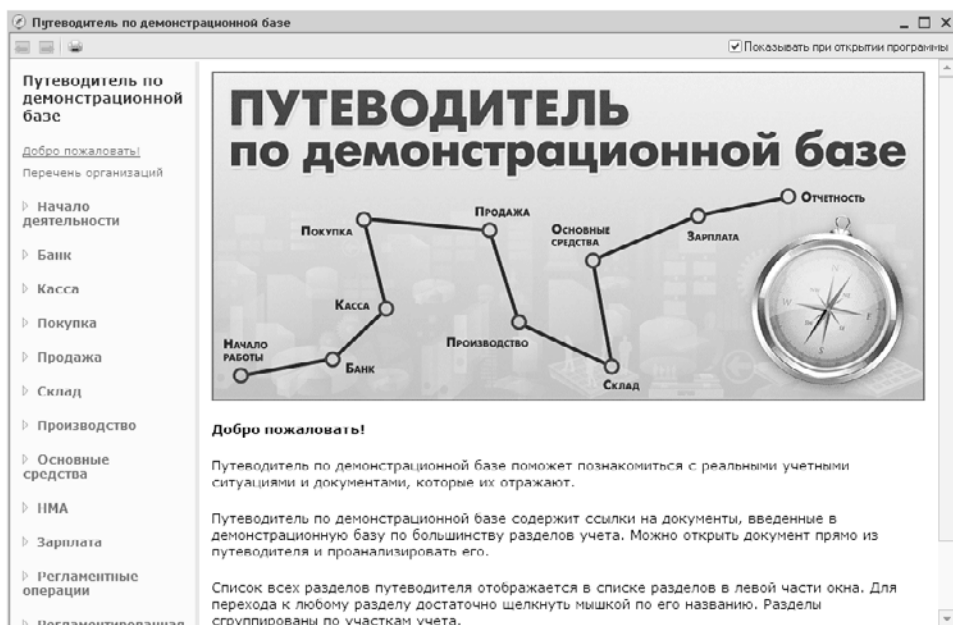 Путеводитель по демонстрационной базе
Показывать при открытии программы
Путеводитель по
демонстрационной
базе
Добро пожаловать!
Перечень организаций
Начало
деятельности
Банк
Касса
Покупка
Продажа
Склад
Производство
Основные
средства
НМА
Зарплата
Регламентные
операции
Регламентированная
ПУТЕВОДИТЕЛЬ
по демонстрационной базе
Начало
работы
Банк
Касса
Покупка
Продажа
Производство
Склад
Основные
средства
Зарплата
Отчетность
N
E
S
W
Добро пожаловать!
Путеводитель по демонстрационной базе поможет познакомиться с реальными учетными
ситуациями и документами, которые их отражают.
Путеводитель по демонстрационной базе содержит ссылки на документы, введенные в
демонстрационную базу по большинству разделов учета. Можно открыть документ прямо из
путеводителя и проанализировать его.
Список всех разделов путеводителя отображается в списке разделов в левой части окна. Для
перехода к любому разделу достаточно щелкнуть мышкой по его названию. Разделы
сгруппированы по участкам учета.